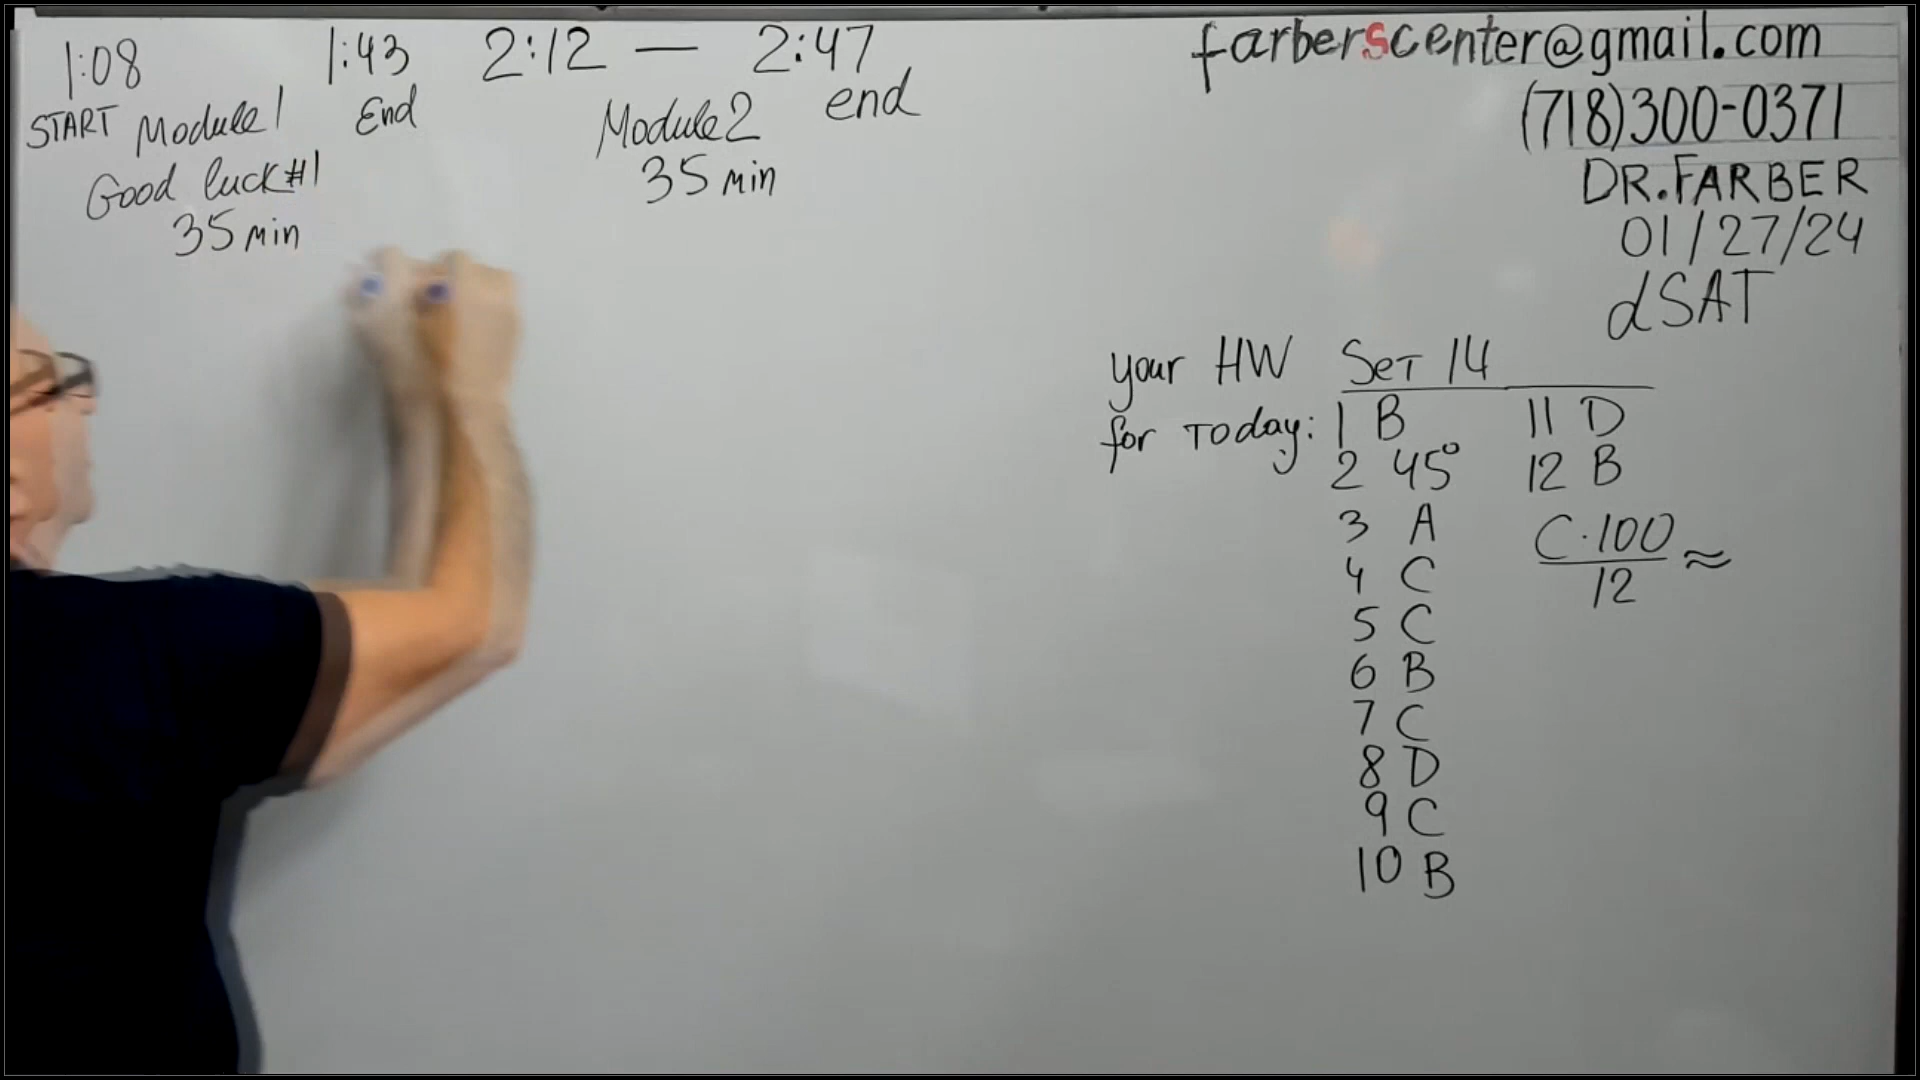 1:08 1:43 2:12 — 2:47
START Module 1 End Module 2 end
Good luck #1 35 min
35 min
farberscenter@gmail.com
(718)300-0371
DR. FARBER
01/27/24
dSAT
your HW Set 14
for Today: 1 B 11 D
2 45° 12 B
3 A
4 C
5 C
6 B
7 C
8 D
9 C
10 B
C·100
12 ≈